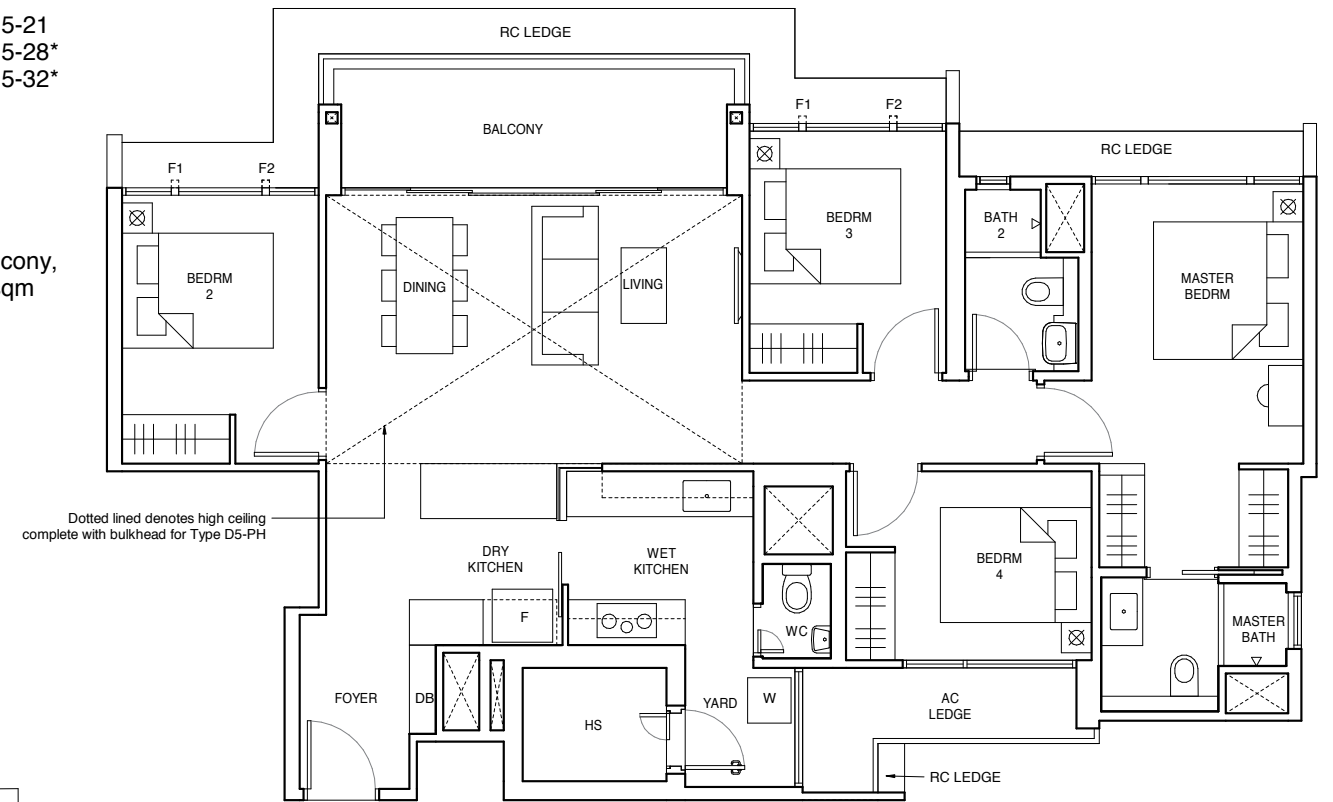 5-21
5-28*
5-32*
RC LEDGE
F1
F2
BALCONY
RC LEDGE
F1
F2
BEDRM
3
BATH
2
cony,
qm
BEDRM
2
DINING
LIVING
MASTER
BEDRM
Dotted lined denotes high ceiling
complete with bulkhead for Type D5-PH
DRY
KITCHEN
WET
KITCHEN
BEDRM
4
F
WC
MASTER
BATH
FOYER
DB
HS
YARD
W
AC
LEDGE
RC LEDGE